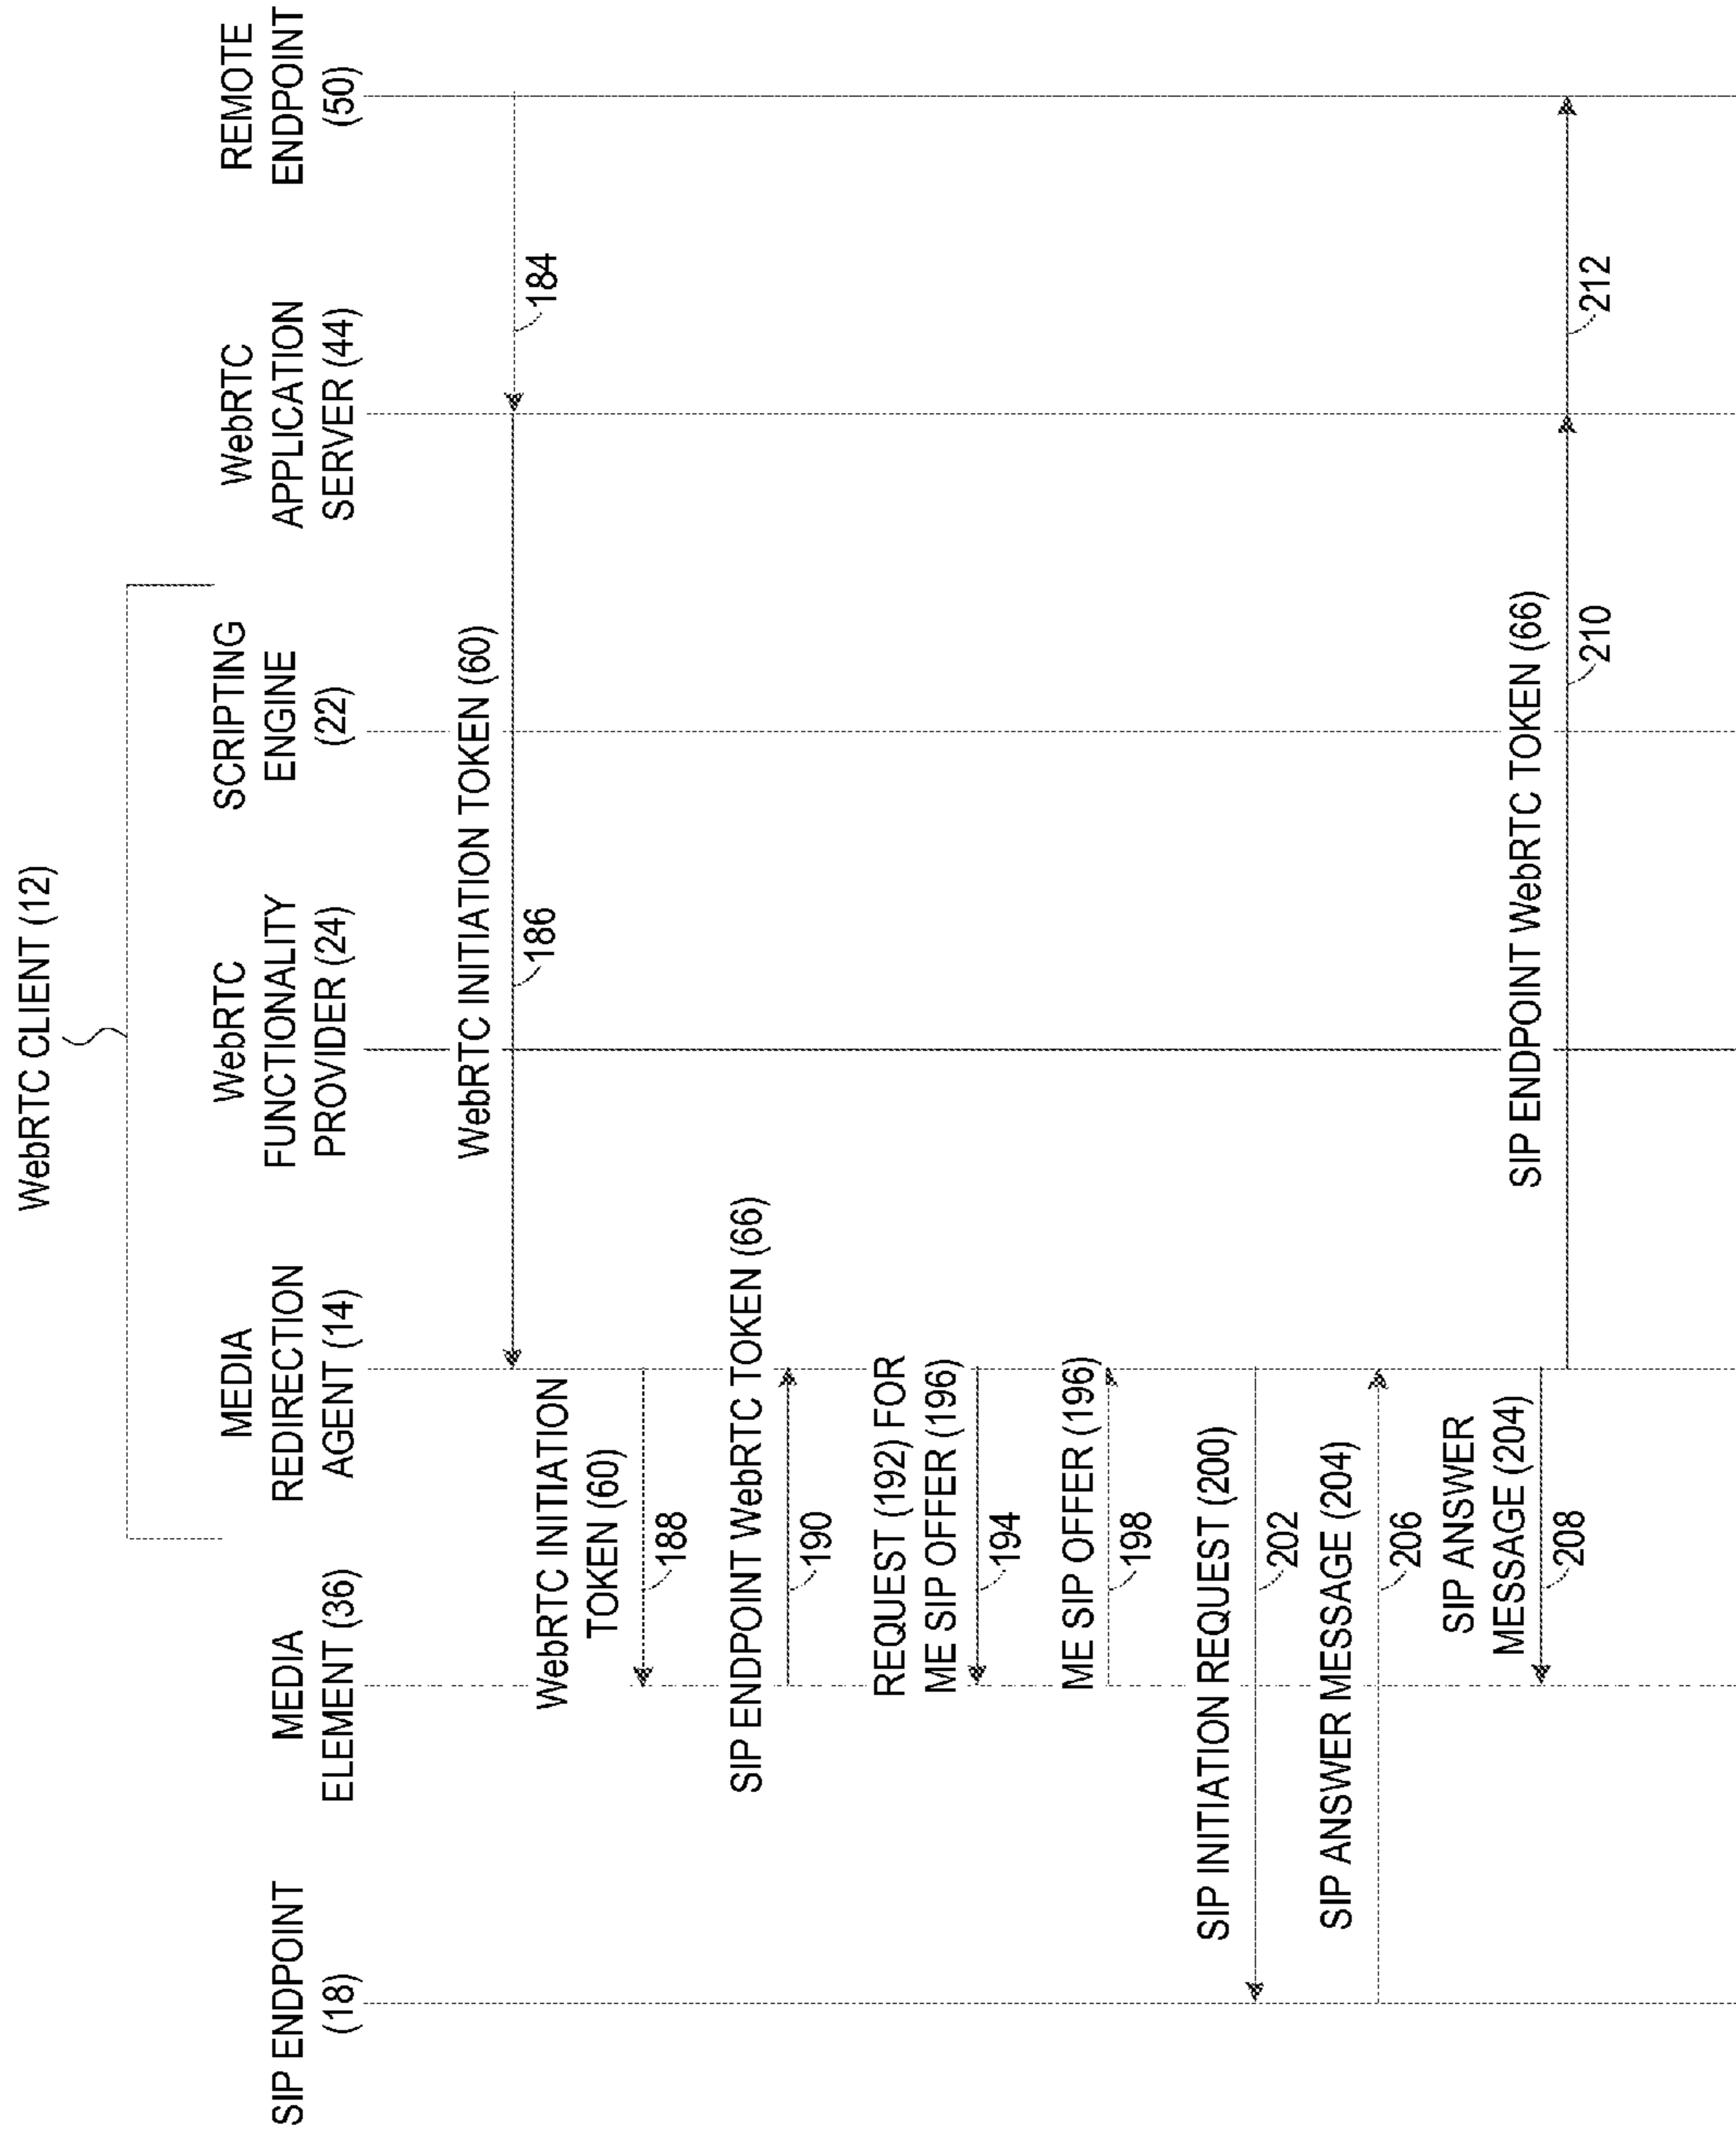 WebRTC CLIENT (12)
SIP ENDPOINT
(18)
MEDIA
ELEMENT (36)
MEDIA
REDIRECTION
AGENT (14)
WebRTC
FUNCTIONALITY
PROVIDER (24)
SCRIPTING
ENGINE
(22)
WebRTC
APPLICATION
SERVER (44)
REMOTE
ENDPOINT
(50)
184
WebRTC INITIATION TOKEN (60)
186
WebRTC INITIATION
TOKEN (60)
188
SIP ENDPOINT WebRTC TOKEN (66)
190
REQUEST (192) FOR
ME SIP OFFER (196)
194
ME SIP OFFER (196)
198
SIP INITIATION REQUEST (200)
202
SIP ANSWER MESSAGE (204)
206
SIP ANSWER
MESSAGE (204)
208
SIP ENDPOINT WebRTC TOKEN (66)
210
212